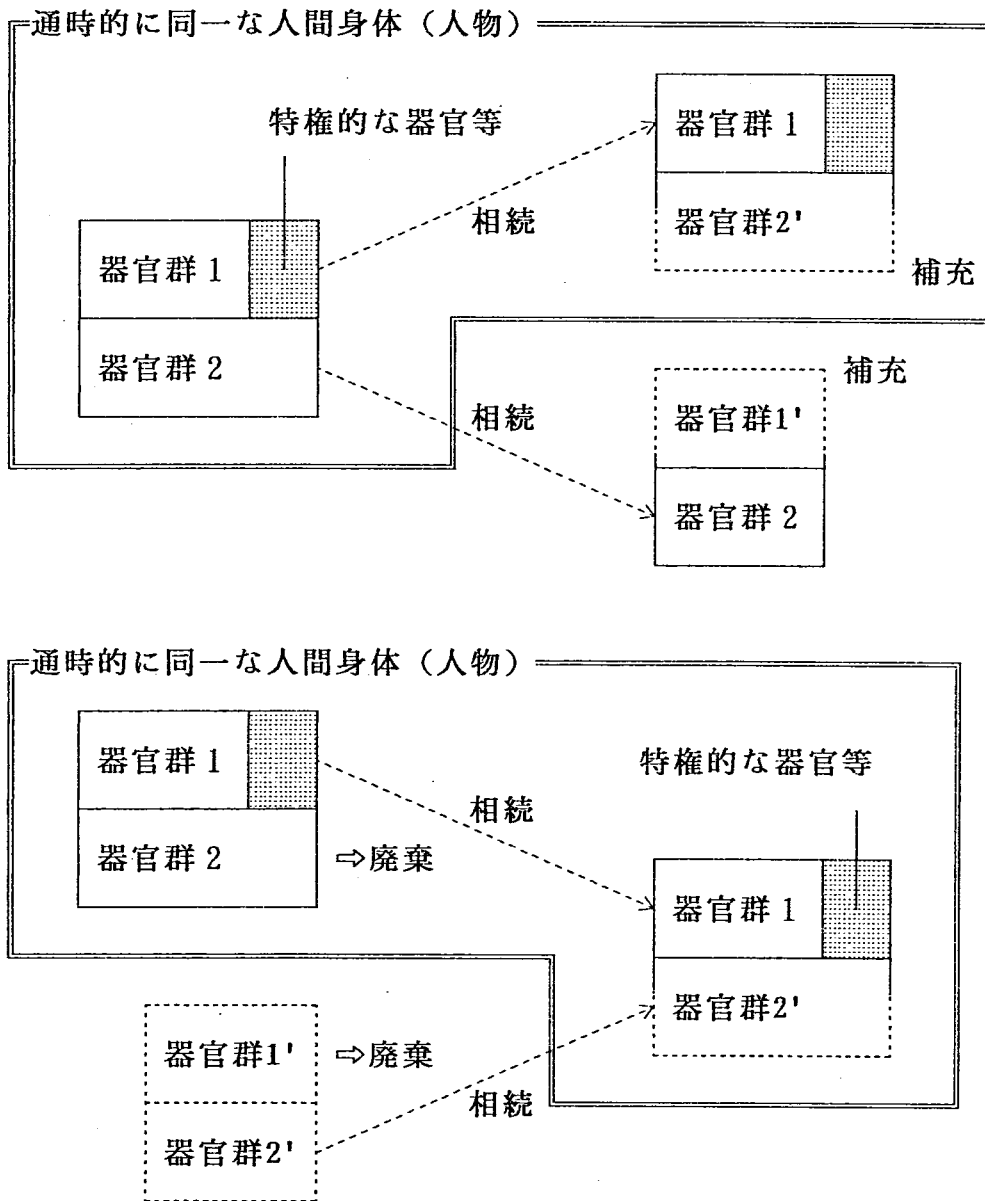 通時的に同一な人間身体（人物）
特権的な器官等
器官群1
器官群2'
相続
補充
器官群1
器官群2
補充
相続
器官群1'
器官群2
通時的に同一な人間身体（人物）
器官群1
特権的な器官等
相続
器官群2
⇨廃棄
器官群1
器官群2'
器官群1'
⇨廃棄
相続
器官群2'